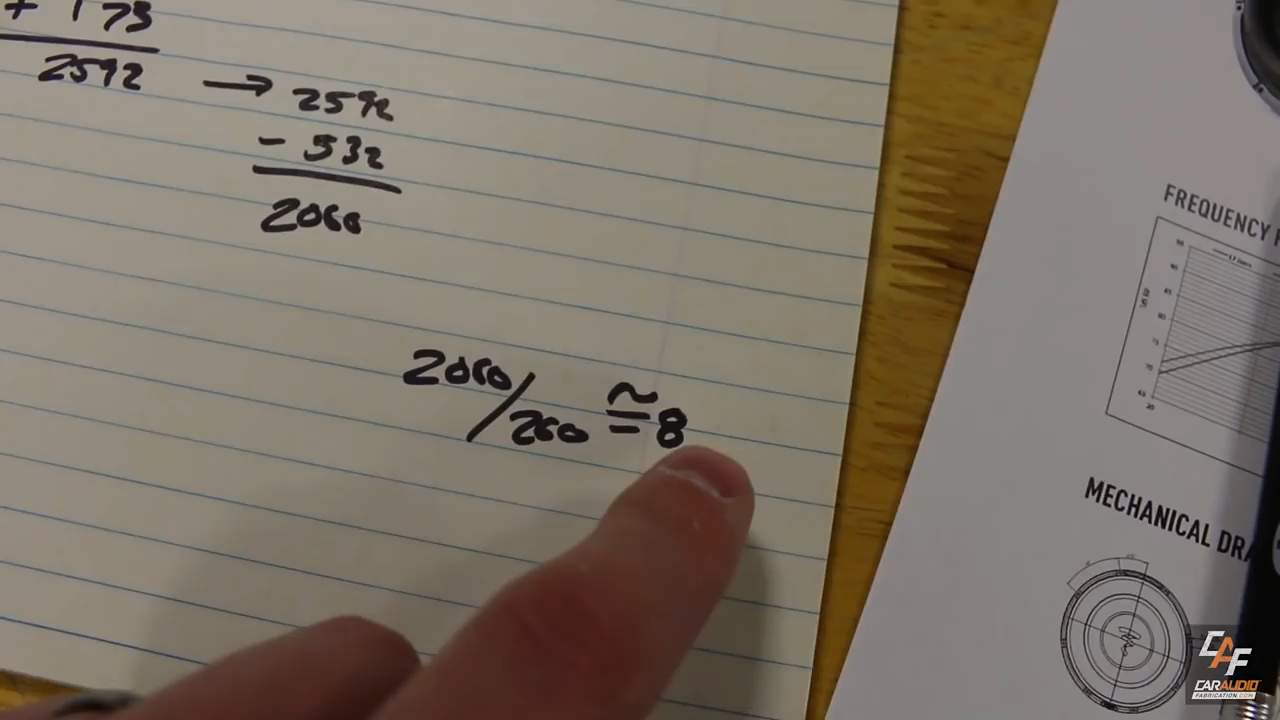 + 173
2592 → 2592
- 532
2060
2060/260 ≅ 8
FREQUENCY
MECHANICAL DRA
CAF
CARAUDIO
FABRICATION.COM